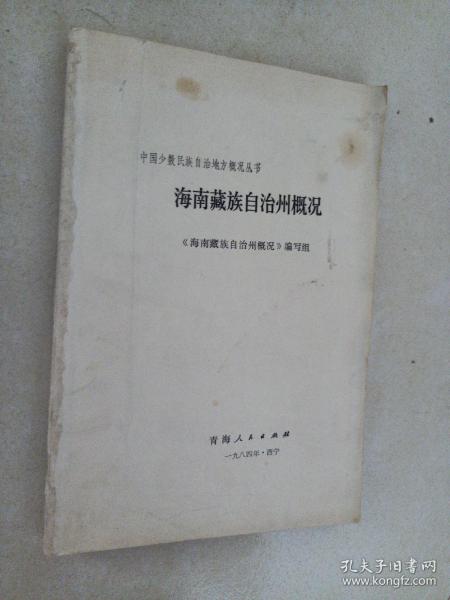 中国少数民族自治地方概况丛书
海南藏族自治州概况
《海南藏族自治州概况》编写组
青海人民出版社
一九八四年·西宁
孔夫子旧书网
www.kongfz.com